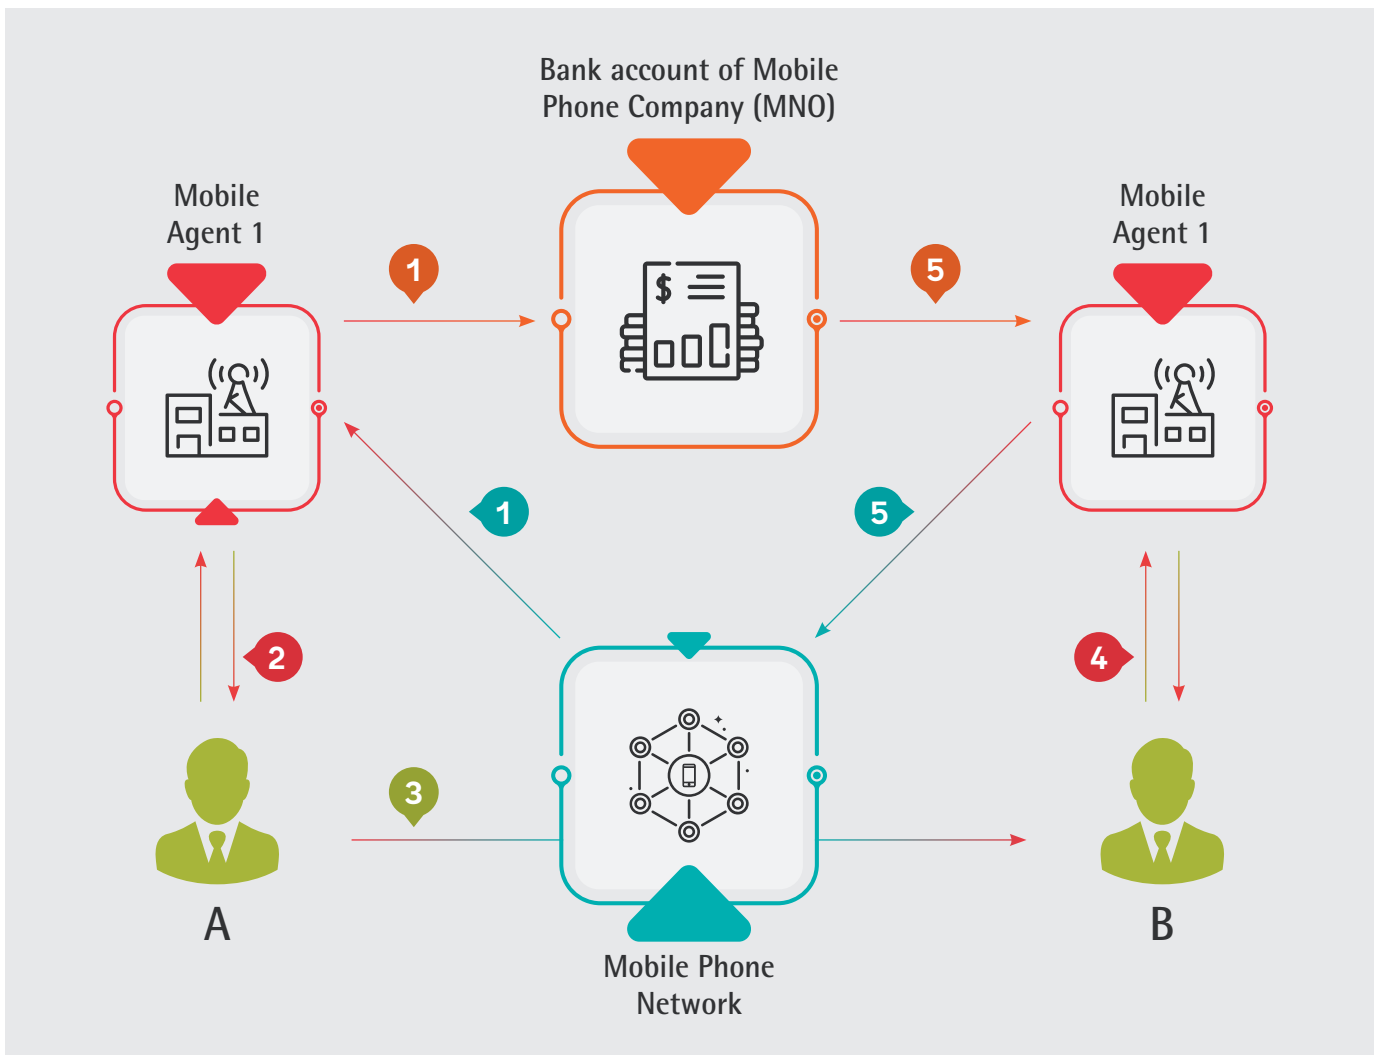 Bank account of Mobile
Phone Company (MNO)
Mobile
Agent 1
Mobile
Agent 1
1
5
$
1
5
2
4
3
A
B
Mobile Phone
Network